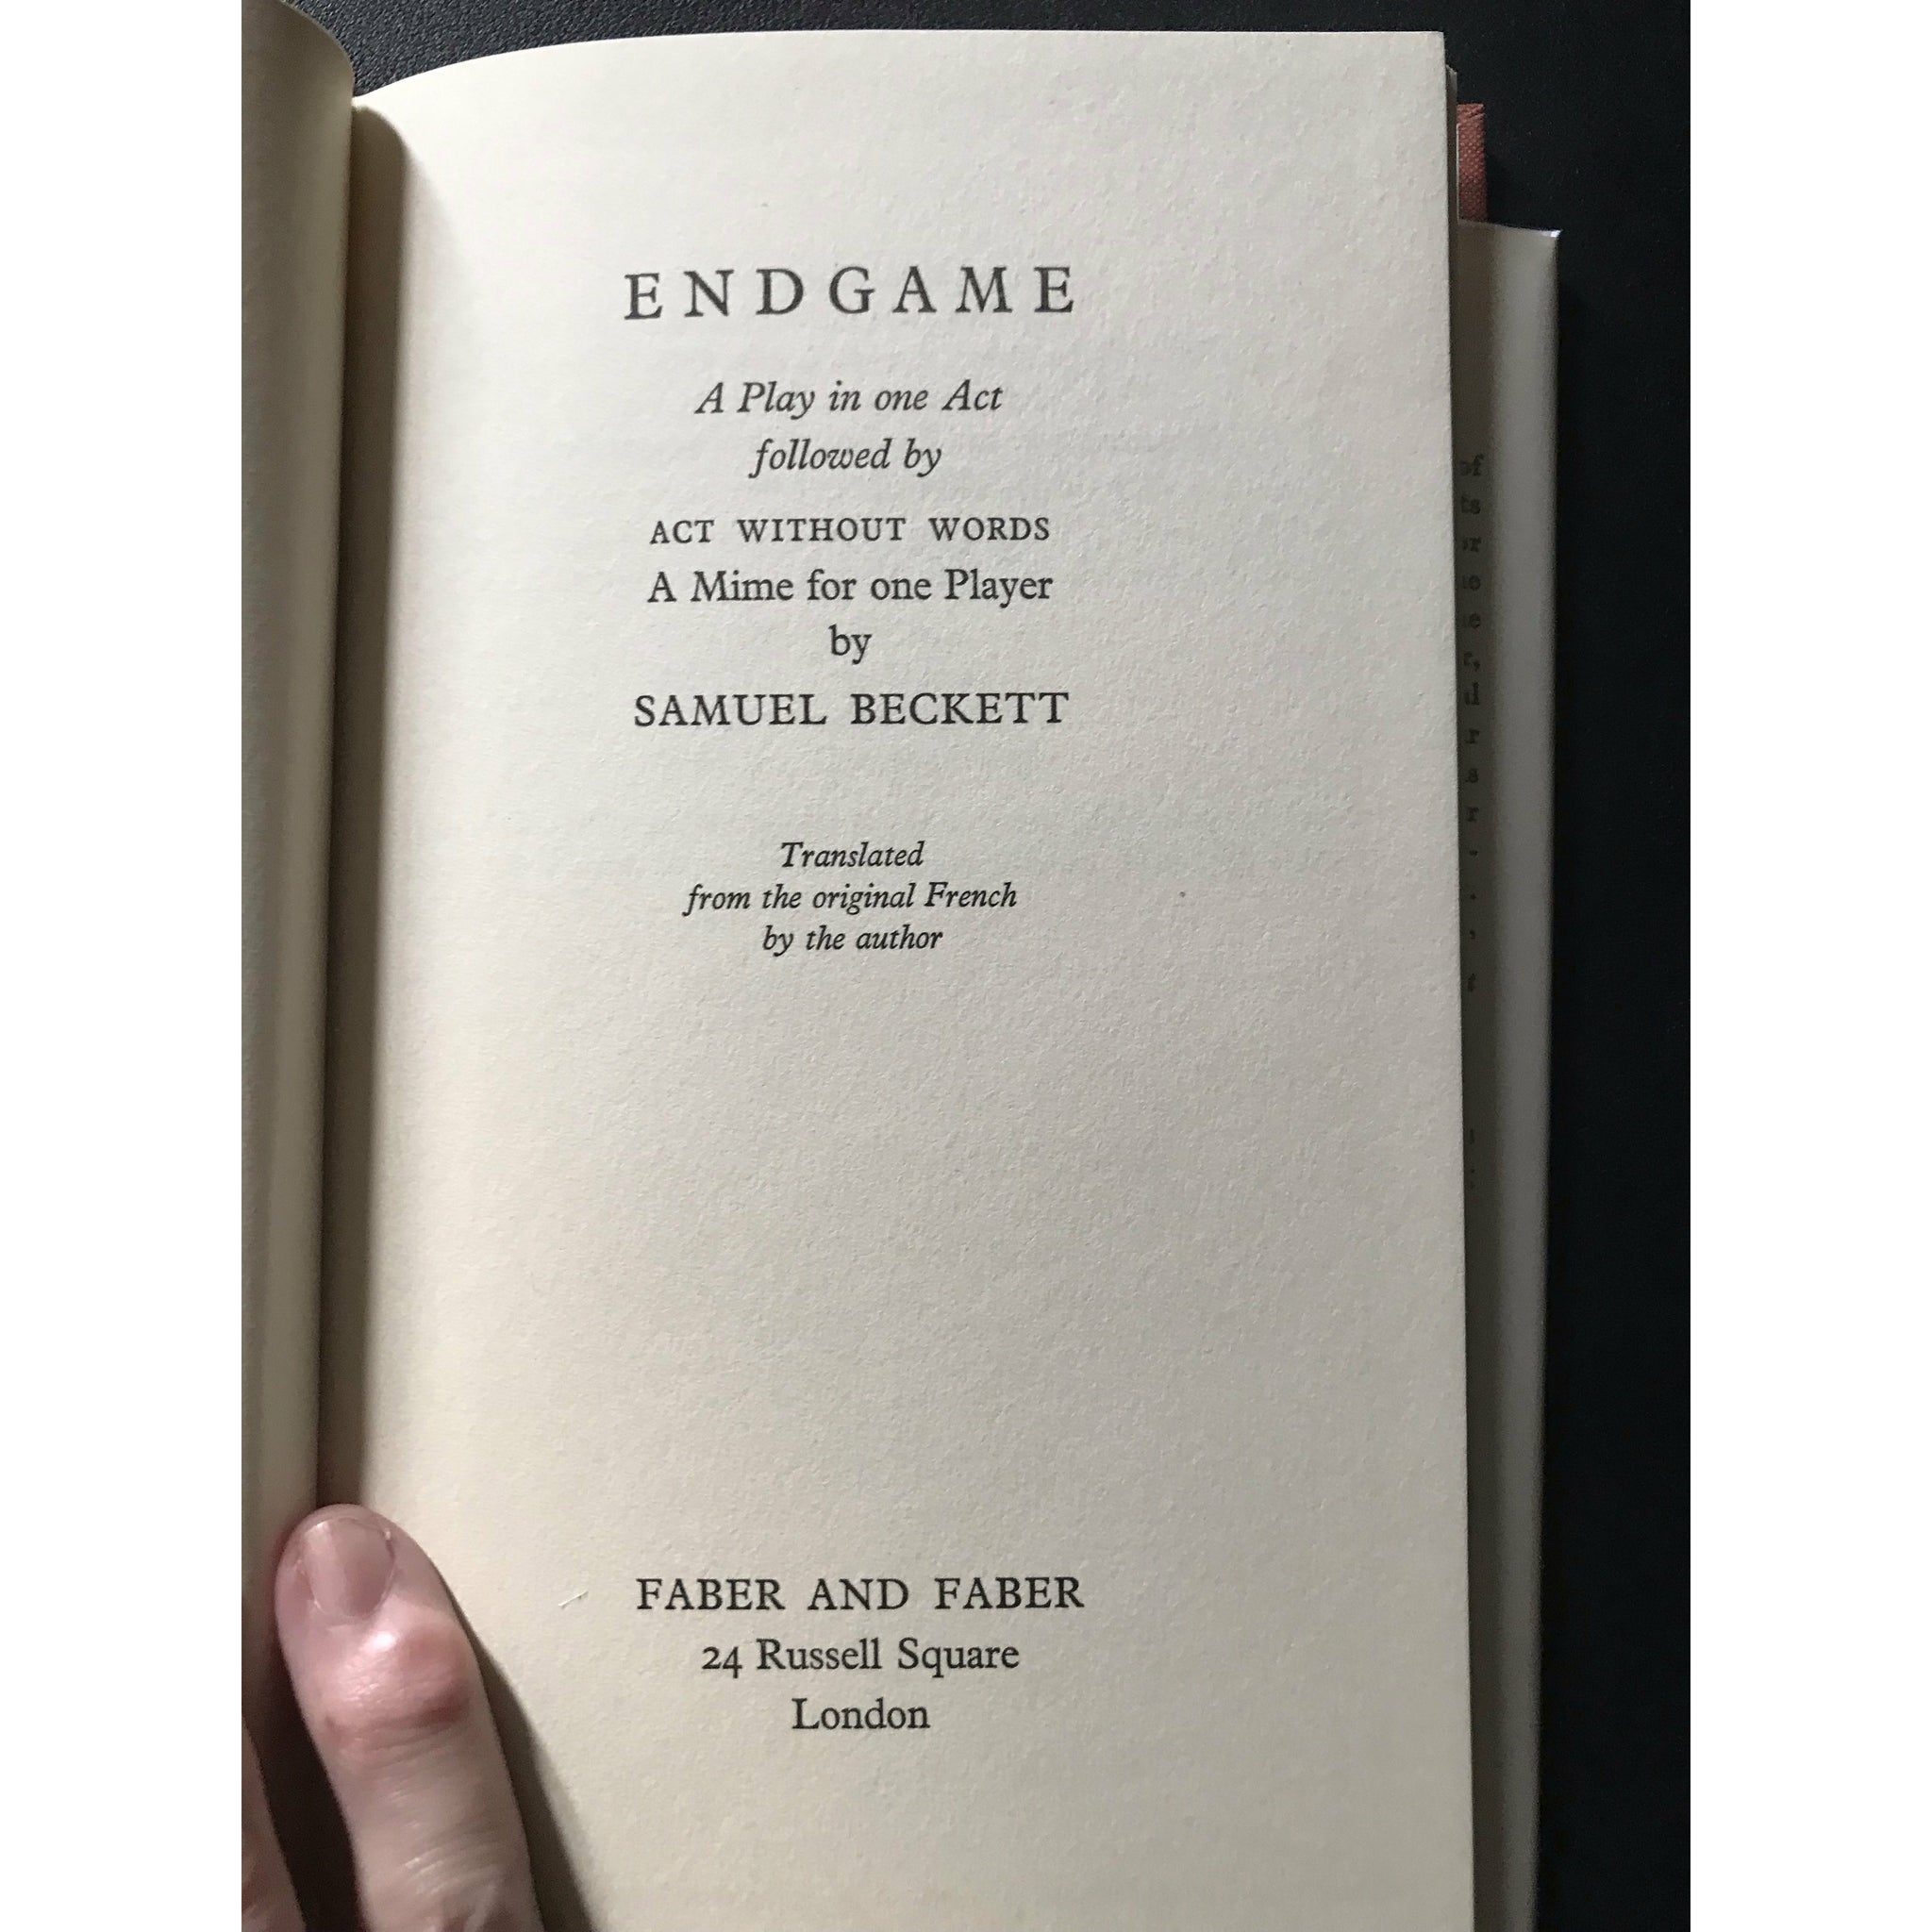 ENDGAME
A Play in one Act
followed by
ACT WITHOUT WORDS
A Mime for one Player
by
SAMUEL BECKETT
Translated
from the original French
by the author
FABER AND FABER
24 Russell Square
London